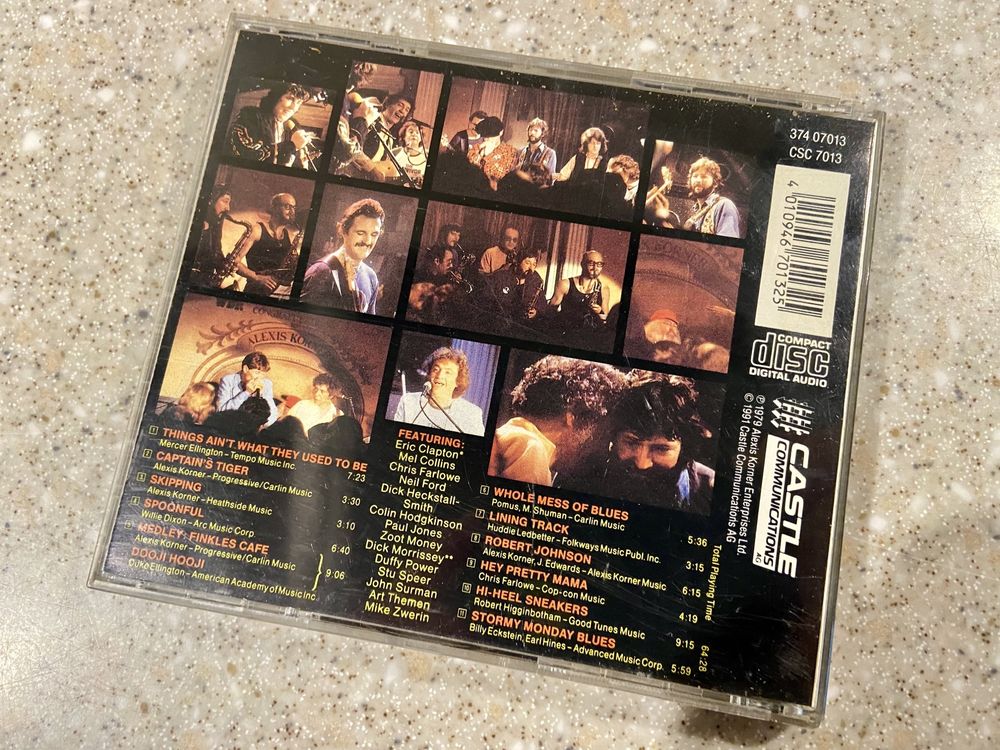 374 07013
CSC 7013
4 010946 701325
COMPACT
disc
DIGITAL AUDIO
CASTLE
COMMUNICATIONS
AG
℗ 1979 Alexis Korner Enterprises Ltd.
© 1991 Castle Communications AG
ALEXIS KORNER
1 THINGS AIN'T WHAT THEY USED TO BE
Mercer Ellington – Tempo Music Inc. 7:23
2 CAPTAIN'S TIGER
Alexis Korner – Progressive/Carlin Music 3:30
3 SKIPPING
Alexis Korner – Heathside Music 3:10
4 SPOONFUL
Willie Dixon – Arc Music Corp. 6:40
5 MEDLEY: FINKLES CAFE
Alexis Korner – Progressive/Carlin Music
DOOJI HOOJI
Duke Ellington – American Academy of Music Inc. 9:06
FEATURING:
Eric Clapton*
Mel Collins
Chris Farlowe
Neil Ford
Dick Heckstall-
Smith
Colin Hodgkinson
Paul Jones
Zoot Money
Dick Morrissey**
Duffy Power
Stu Speer
John Surman
Art Themen
Mike Zwerin
6 WHOLE MESS OF BLUES
Pomus, M. Shuman – Carlin Music 5:36
7 LINING TRACK
Huddie Ledbetter – Folkways Music Publ. Inc. 3:15
8 ROBERT JOHNSON
Alexis Korner, J. Edwards – Alexis Korner Music 6:15
9 HEY PRETTY MAMA
Chris Farlowe – Cop-con Music 4:19
10 HI-HEEL SNEAKERS
Robert Higginbotham – Good Tunes Music 9:15
11 STORMY MONDAY BLUES
Billy Eckstein, Earl Hines – Advanced Music Corp. 5:59
Total Playing Time 64:28